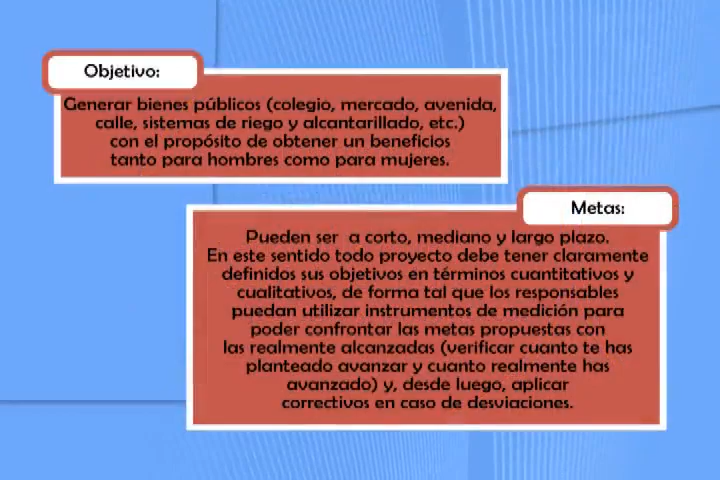 Objetivo:
Generar bienes públicos (colegio, mercado, avenida,
calle, sistemas de riego y alcantarillado, etc.)
con el propósito de obtener un beneficios
tanto para hombres como para mujeres.
Metas:
Pueden ser a corto, mediano y largo plazo.
En este sentido todo proyecto debe tener claramente
definidos sus objetivos en términos cuantitativos y
cualitativos, de forma tal que los responsables
puedan utilizar instrumentos de medición para
poder confrontar las metas propuestas con
las realmente alcanzadas (verificar cuanto te has
planteado avanzar y cuanto realmente has
avanzado) y, desde luego, aplicar
correctivos en caso de desviaciones.